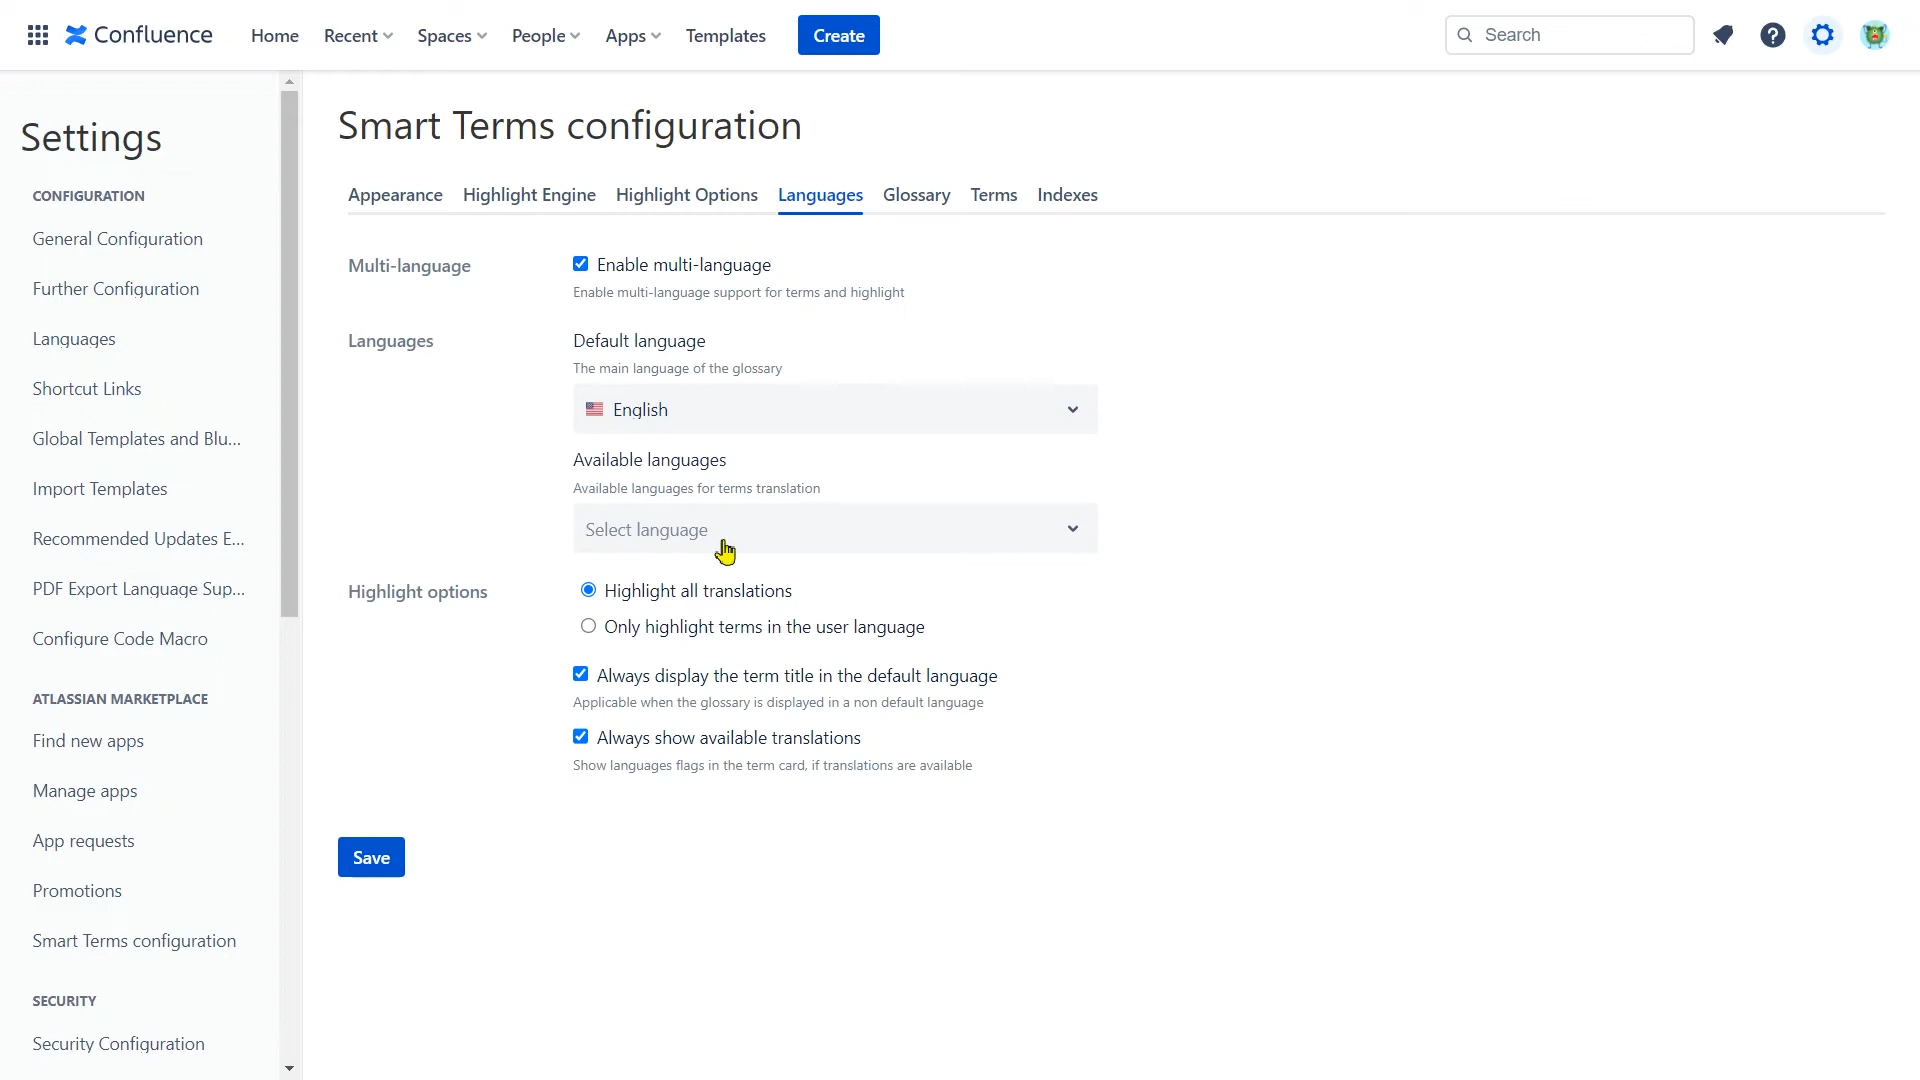 Confluence
Home Recent Spaces People Apps Templates Create
Search
Settings
CONFIGURATION
General Configuration
Further Configuration
Languages
Shortcut Links
Global Templates and Blu...
Import Templates
Recommended Updates E...
PDF Export Language Sup...
Configure Code Macro
ATLASSIAN MARKETPLACE
Find new apps
Manage apps
App requests
Promotions
Smart Terms configuration
SECURITY
Security Configuration
Smart Terms configuration
Appearance Highlight Engine Highlight Options Languages Glossary Terms Indexes
Multi-language
Enable multi-language
Enable multi-language support for terms and highlight
Languages
Default language
The main language of the glossary
English
Available languages
Available languages for terms translation
Select language
Highlight options
Highlight all translations
Only highlight terms in the user language
Always display the term title in the default language
Applicable when the glossary is displayed in a non default language
Always show available translations
Show languages flags in the term card, if translations are available
Save